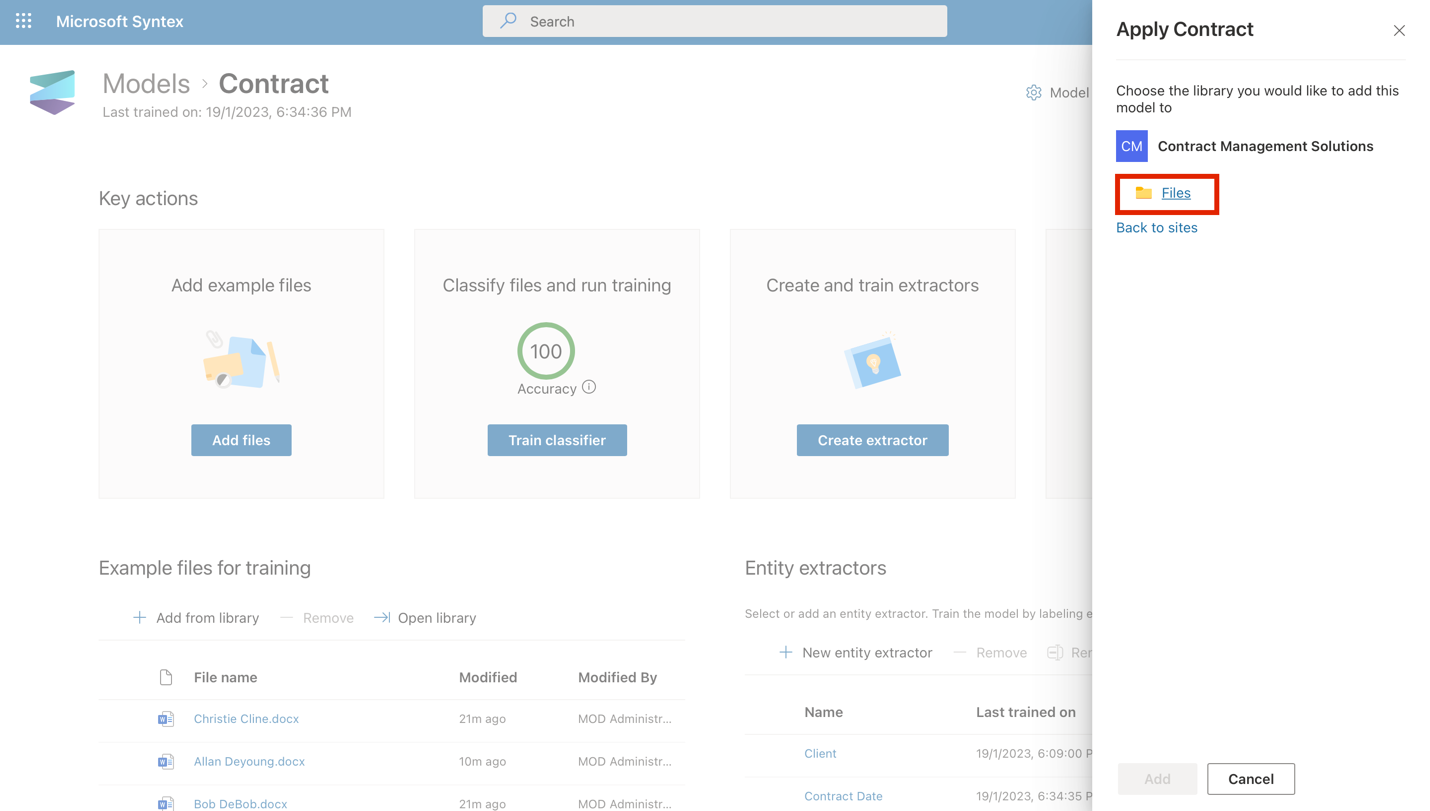 Microsoft Syntex
Search
Models > Contract
Last trained on: 19/1/2023, 6:34:36 PM
Model
Key actions
Add example files
Add files
Classify files and run training
100
Accuracy
Train classifier
Create and train extractors
Create extractor
Example files for training
Add from library
Remove
Open library
File name Modified Modified By
Christie Cline.docx 21m ago MOD Administr...
Allan Deyoung.docx 10m ago MOD Administr...
Bob DeBob.docx 21m ago MOD Administr...
Entity extractors
Select or add an entity extractor. Train the model by labeling e
New entity extractor
Remove
Ren
Name Last trained on
Client 19/1/2023, 6:09:00 P
Contract Date 19/1/2023, 6:34:35 P
Apply Contract
Choose the library you would like to add this
model to
CM
Contract Management Solutions
Files
Back to sites
Add
Cancel